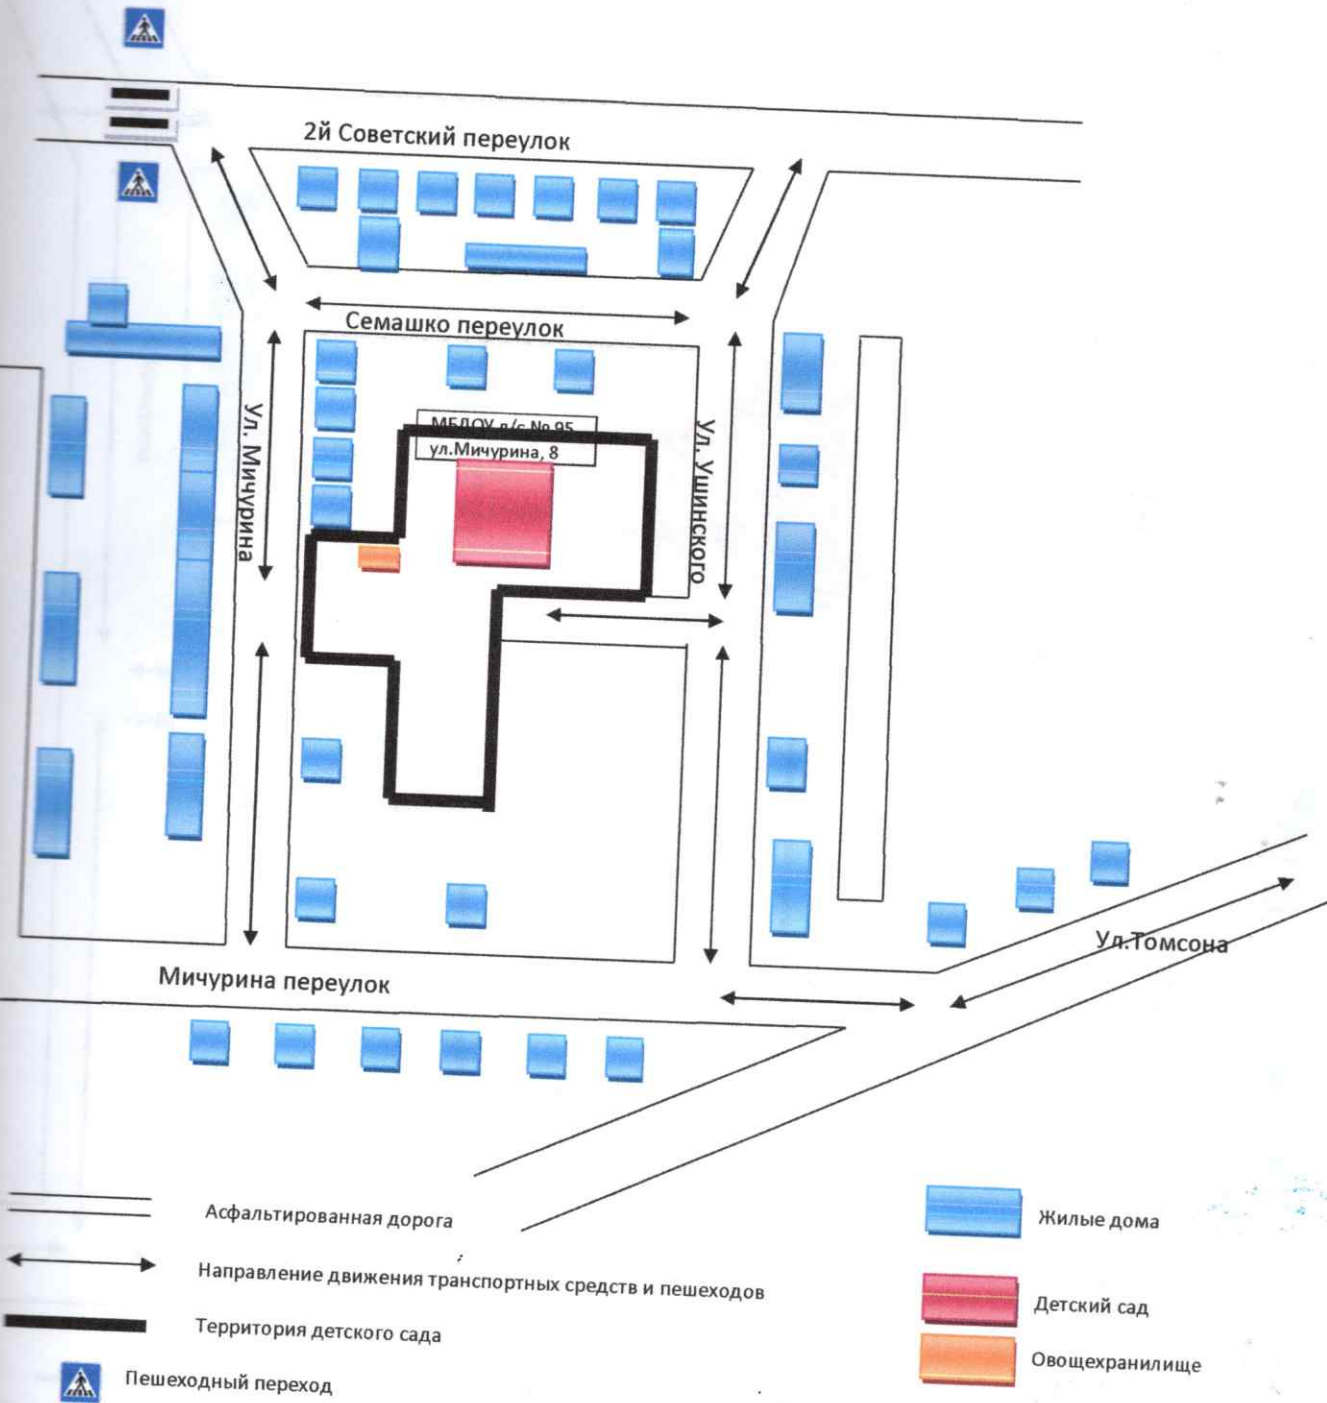 2й Советский переулок
Семашко переулок
Ул. Мичурина
МБДОУ д/с № 95
ул.Мичурина, 8
Ул. Ушинского
Ул.Томсона
Мичурина переулок
Асфальтированная дорога
Направление движения транспортных средств и пешеходов
Территория детского сада
Пешеходный переход
Жилые дома
Детский сад
Овощехранилище